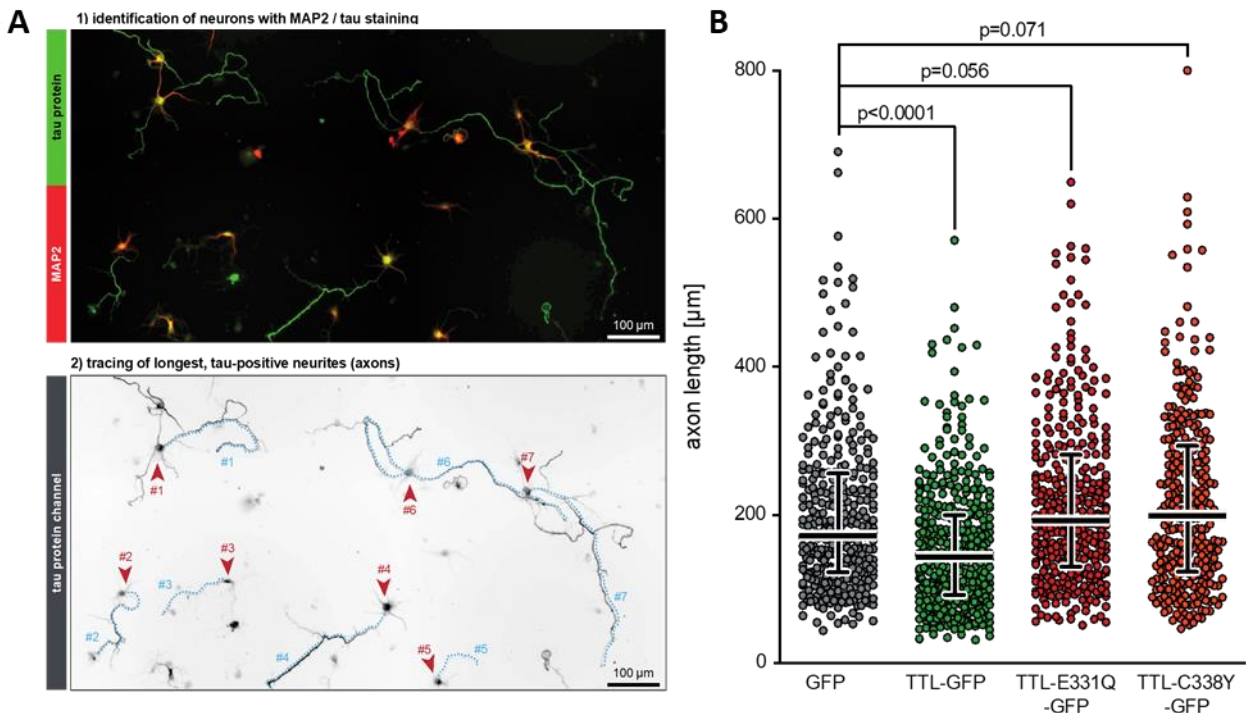 A
1) identification of neurons with MAP2 / tau staining
tau protein
MAP2
100 µm
2) tracing of longest, tau-positive neurites (axons)
tau protein channel
#1
#1
#2
#2
#3
#3
#4
#4
#5
#5
#6
#6
#7
#7
100 µm
B
p=0.071
p=0.056
p<0.0001
axon length [µm]
800
600
400
200
0
GFP
TTL-GFP
TTL-E331Q
-GFP
TTL-C338Y
-GFP